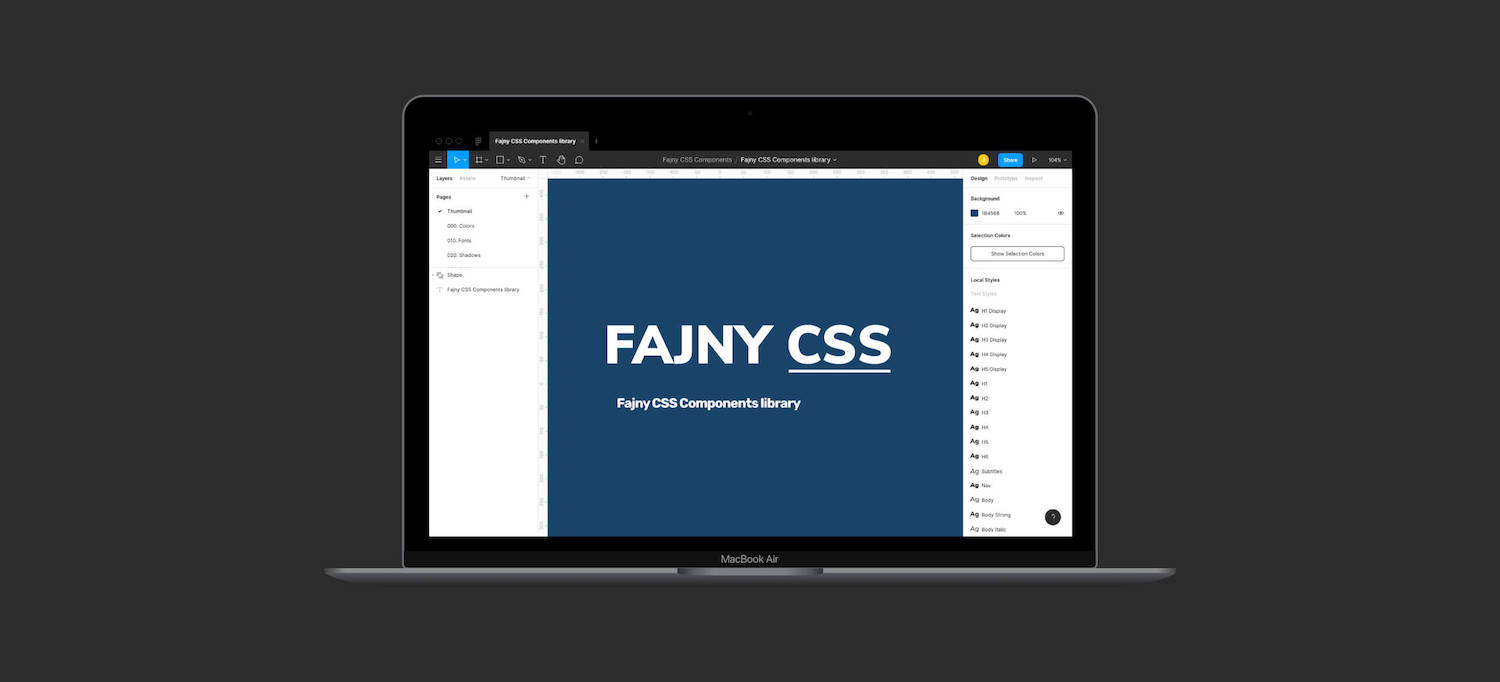 Fajny CSS Components library
Fajny CSS Components / Fajny CSS Components library
Share
104%
Layers Assets Thumbnail
Pages
Thumbnail
000. Colors
010. Fonts
020. Shadows
Shape
Fajny CSS Components library
FAJNY CSS
Fajny CSS Components library
Design Prototype Inspect
Background
1B4568 100%
Selection Colors
Show Selection Colors
Local Styles
Text Styles
Ag H1 Display
Ag H2 Display
Ag H3 Display
Ag H4 Display
Ag H5 Display
Ag H1
Ag H2
Ag H3
Ag H4
Ag H5
Ag H6
Ag Subtitles
Ag Nav
Ag Body
Ag Body Strong
Ag Body Italic
?
MacBook Air